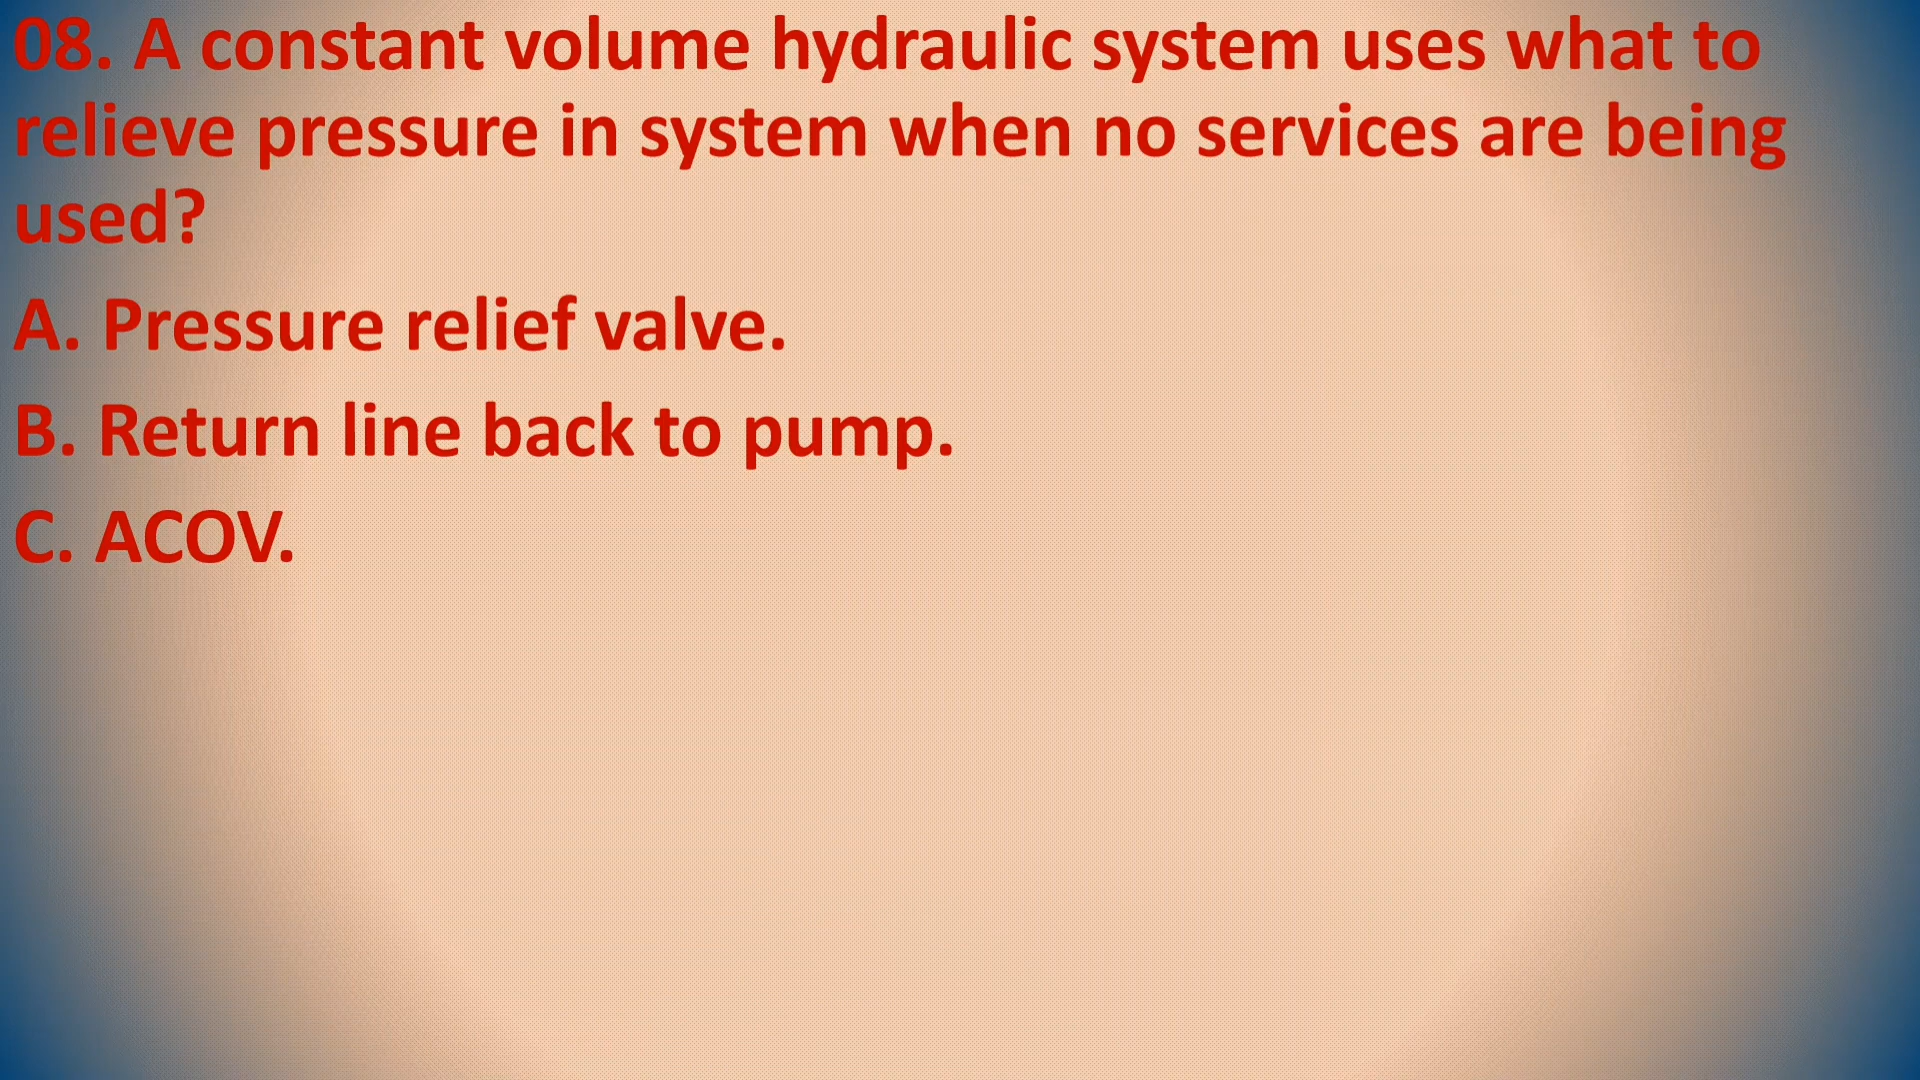 08. A constant volume hydraulic system uses what to
relieve pressure in system when no services are being
used?
A. Pressure relief valve.
B. Return line back to pump.
C. ACOV.